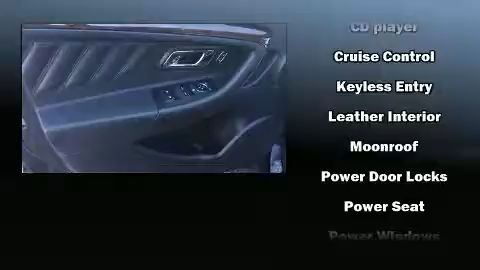 CD player
Cruise Control
Keyless Entry
Leather Interior
Moonroof
Power Door Locks
Power Seat
Power Windows